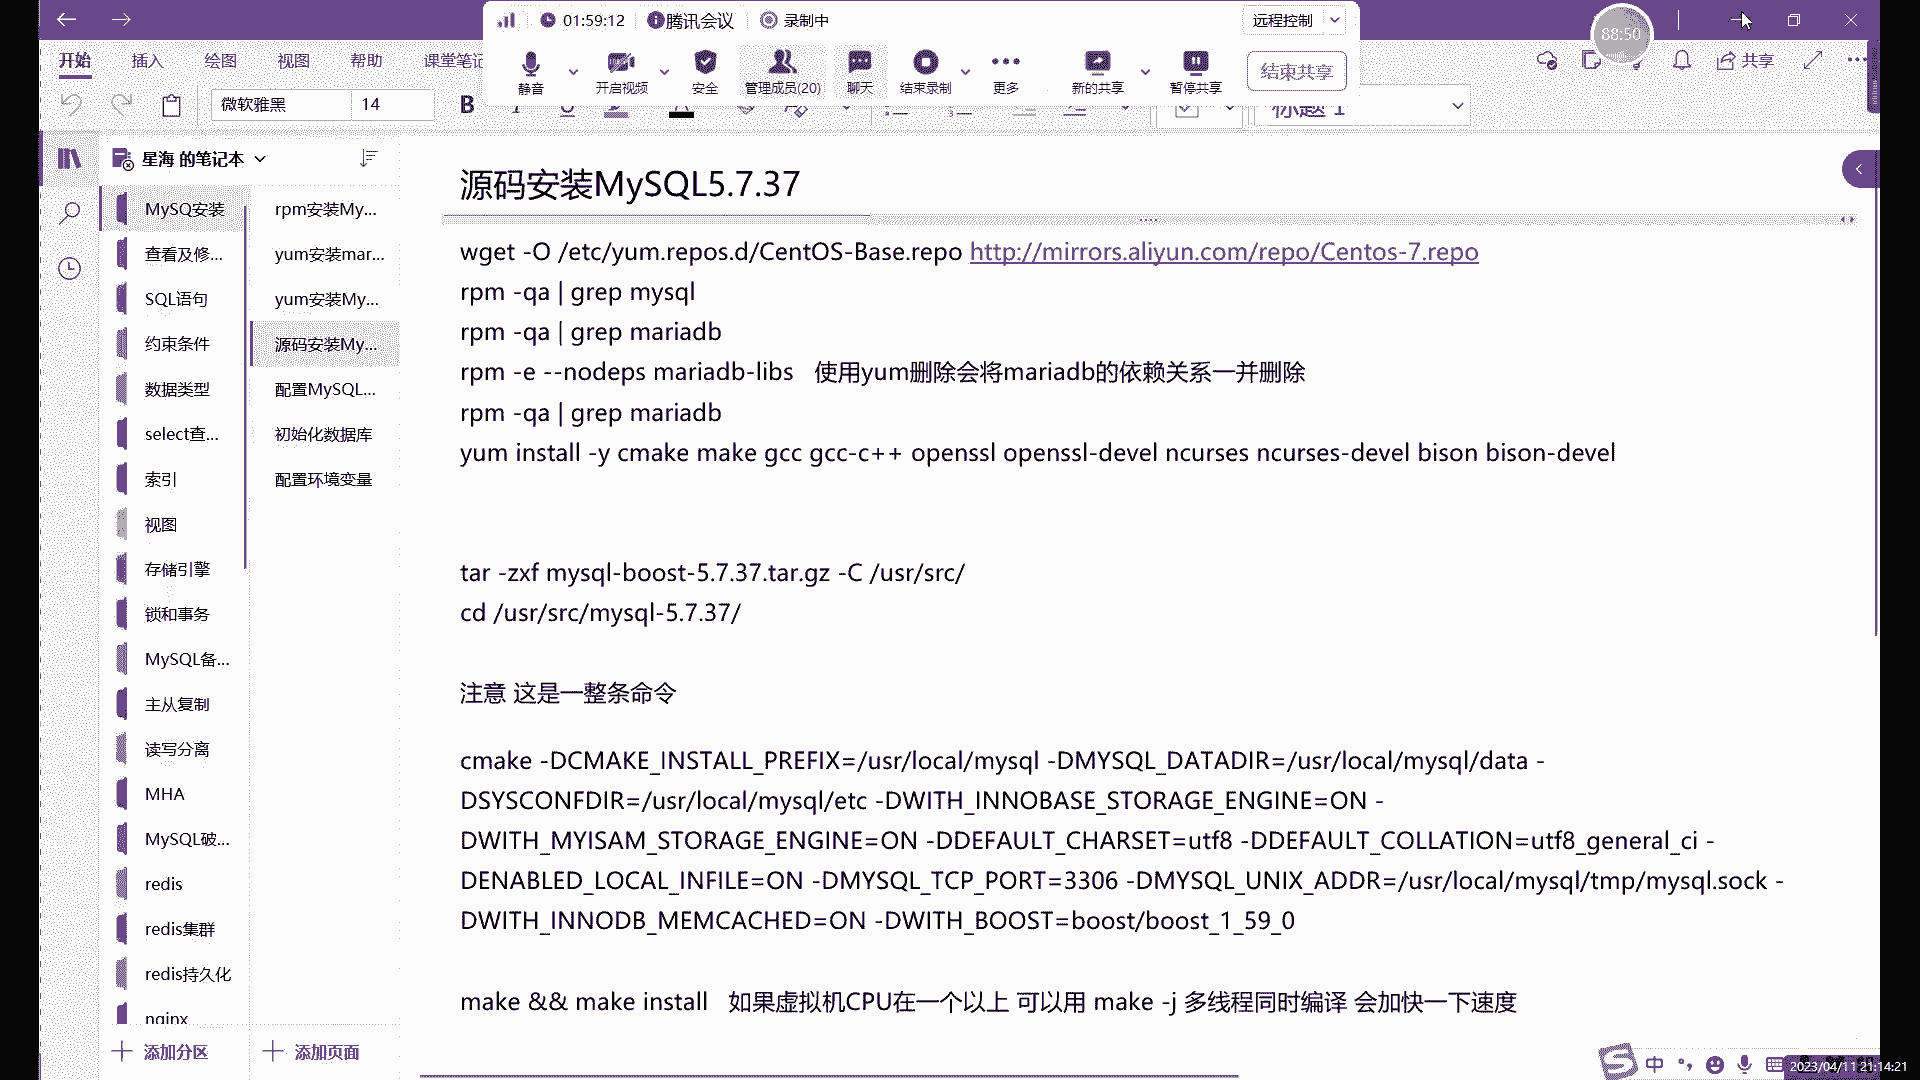 01:59:12 腾讯会议 录制中 远程控制
88:50
开始 插入 绘图 视图 帮助 课堂笔记
静音 开启视频 安全 管理成员(20) 聊天 结束录制 更多 新的共享 暂停共享 结束共享
共享
微软雅黑 14 B 标题 1
星海 的笔记本
MySQ安装
查看及修...
SQL语句
约束条件
数据类型
select查...
索引
视图
存储引擎
锁和事务
MySQL备...
主从复制
读写分离
MHA
MySQL破...
redis
redis集群
redis持久化
nginx
添加分区
rpm安装My...
yum安装mar...
yum安装My...
源码安装My...
配置MySQL...
初始化数据库
配置环境变量
添加页面
源码安装MySQL5.7.37
wget -O /etc/yum.repos.d/CentOS-Base.repo http://mirrors.aliyun.com/repo/Centos-7.repo
rpm -qa | grep mysql
rpm -qa | grep mariadb
rpm -e --nodeps mariadb-libs 使用yum删除会将mariadb的依赖关系一并删除
rpm -qa | grep mariadb
yum install -y cmake make gcc gcc-c++ openssl openssl-devel ncurses ncurses-devel bison bison-devel
tar -zxf mysql-boost-5.7.37.tar.gz -C /usr/src/
cd /usr/src/mysql-5.7.37/
注意 这是一整条命令
cmake -DCMAKE_INSTALL_PREFIX=/usr/local/mysql -DMYSQL_DATADIR=/usr/local/mysql/data -
DSYSCONFDIR=/usr/local/mysql/etc -DWITH_INNOBASE_STORAGE_ENGINE=ON -
DWITH_MYISAM_STORAGE_ENGINE=ON -DDEFAULT_CHARSET=utf8 -DDEFAULT_COLLATION=utf8_general_ci -
DENABLED_LOCAL_INFILE=ON -DMYSQL_TCP_PORT=3306 -DMYSQL_UNIX_ADDR=/usr/local/mysql/tmp/mysql.sock -
DWITH_INNODB_MEMCACHED=ON -DWITH_BOOST=boost/boost_1_59_0
make && make install 如果虚拟机CPU在一个以上 可以用 make -j 多线程同时编译 会加快一下速度
中
2023/04/11 21:14:21